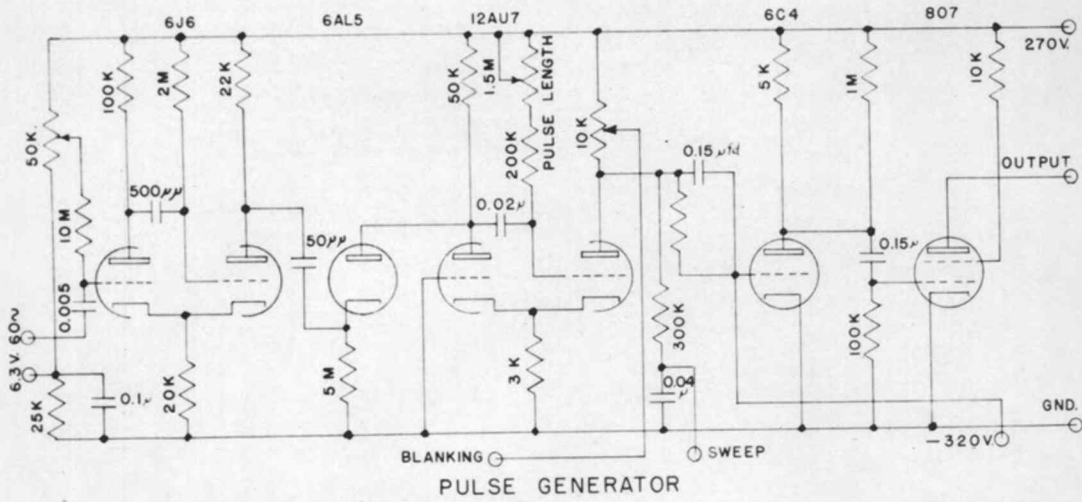 6J6 6AL5 12AU7 6C4 807
270V.
100K 2M 22K 50K 1.5M PULSE LENGTH 5K 1M 10K
50K. 200K 10K 0.15μfd OUTPUT
500μμ 0.02μ
10M 50μμ 0.15μ
0.005
6.3V. 60~ 300K 100K
25K 0.1μ 20K 5M 3K 0.04 μ
GND.
-320V.
BLANKING SWEEP
PULSE GENERATOR